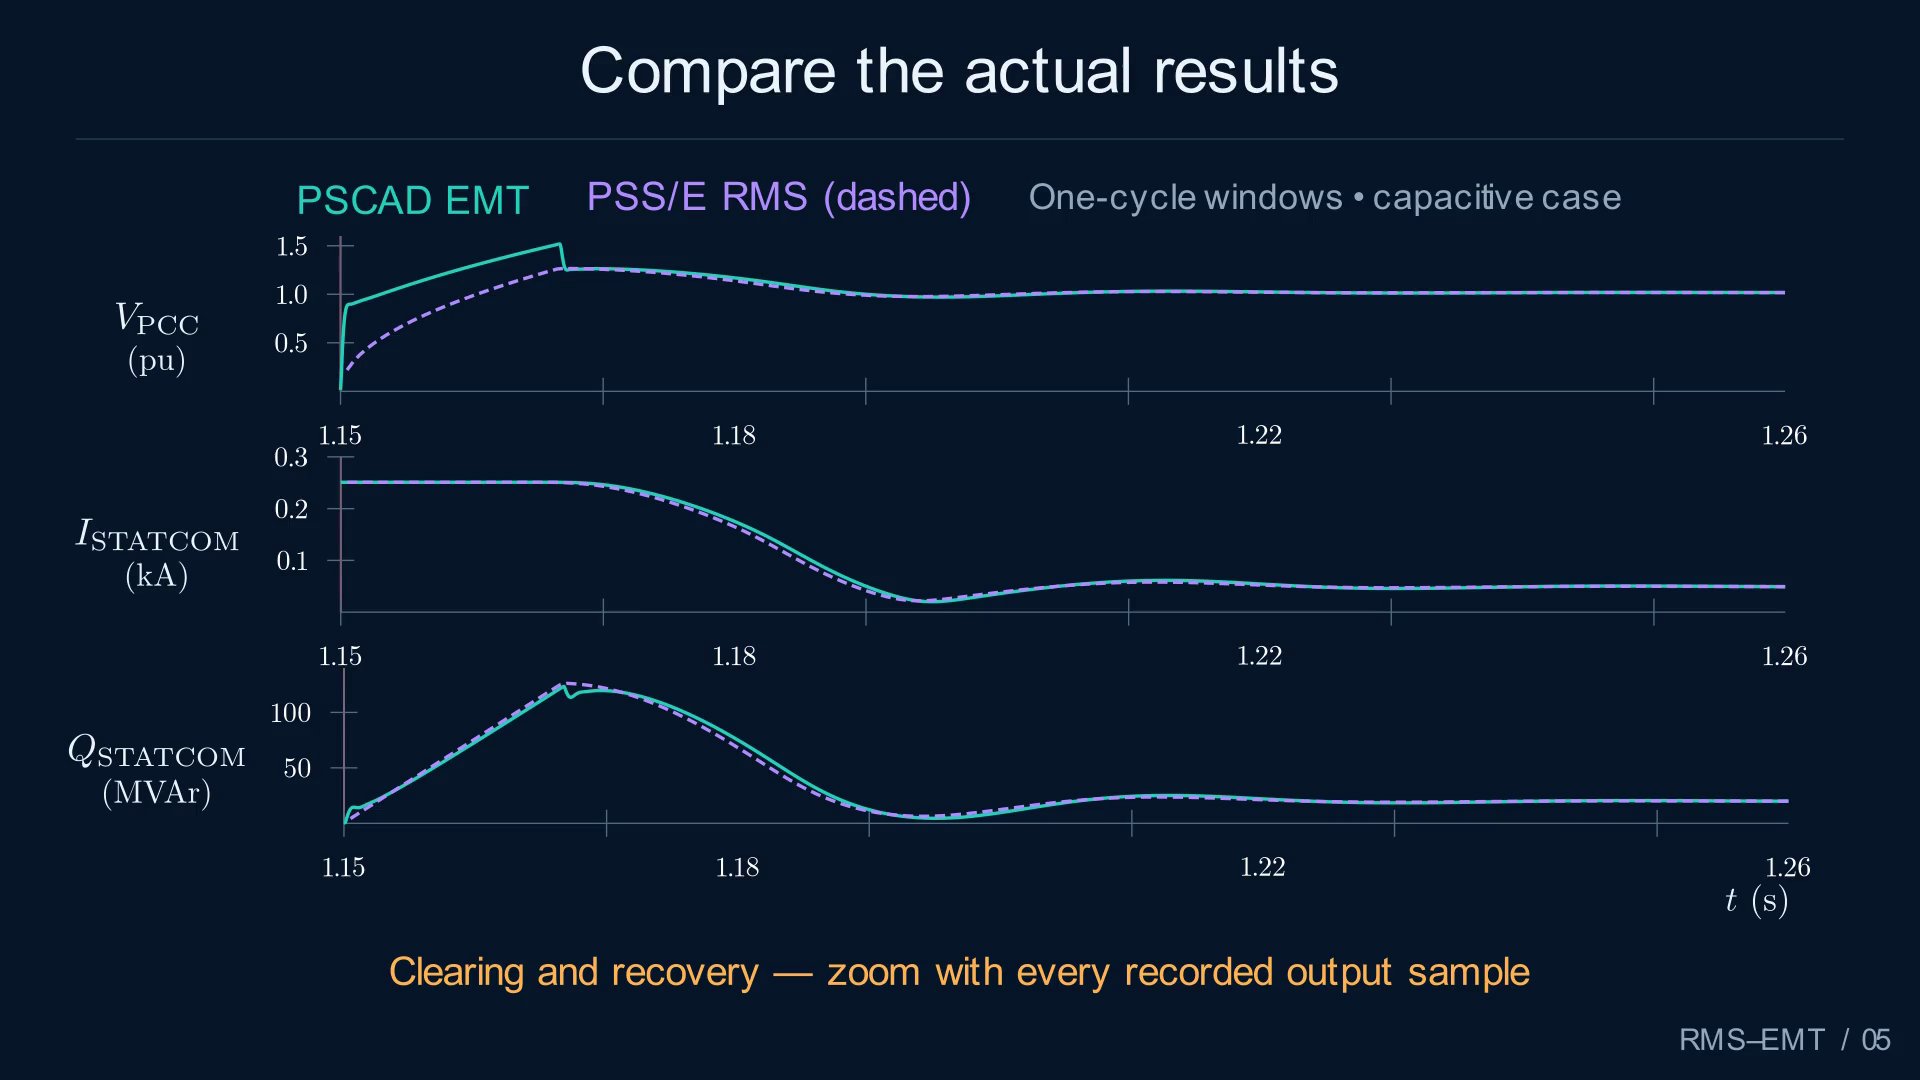 Compare the actual results
PSCAD EMT PSS/E RMS (dashed) One-cycle windows • capacitive case
1.5
1.0
0.5
V_PCC
(pu)
1.15 1.18 1.22 1.26
0.3
0.2
0.1
I_STATCOM
(kA)
1.15 1.18 1.22 1.26
100
50
Q_STATCOM
(MVAr)
1.15 1.18 1.22 1.26
t (s)
Clearing and recovery — zoom with every recorded output sample
RMS–EMT / 05